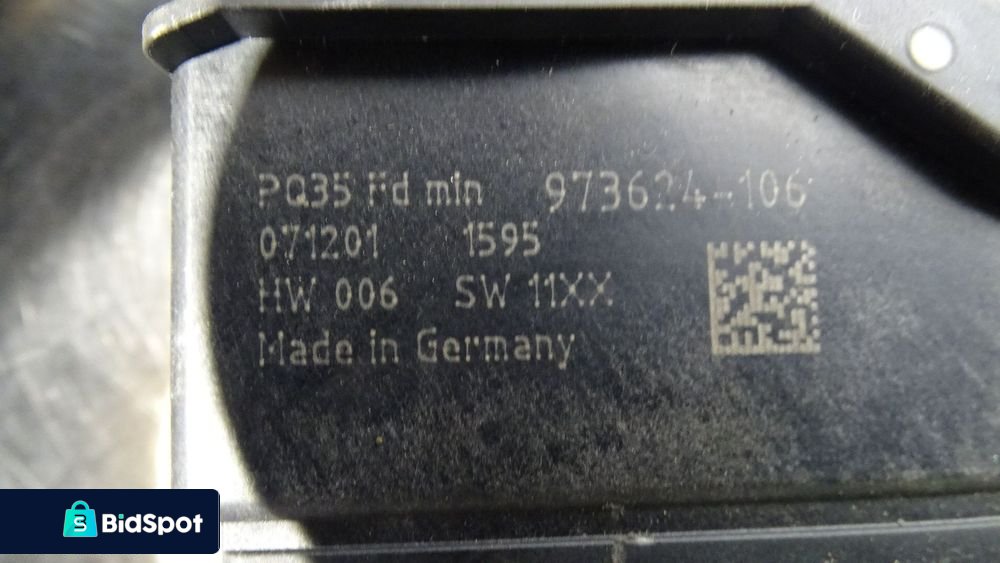 PQ35 Fd min 973624-106
071201 1595
HW 006 SW 11XX
Made in Germany
BidSpot